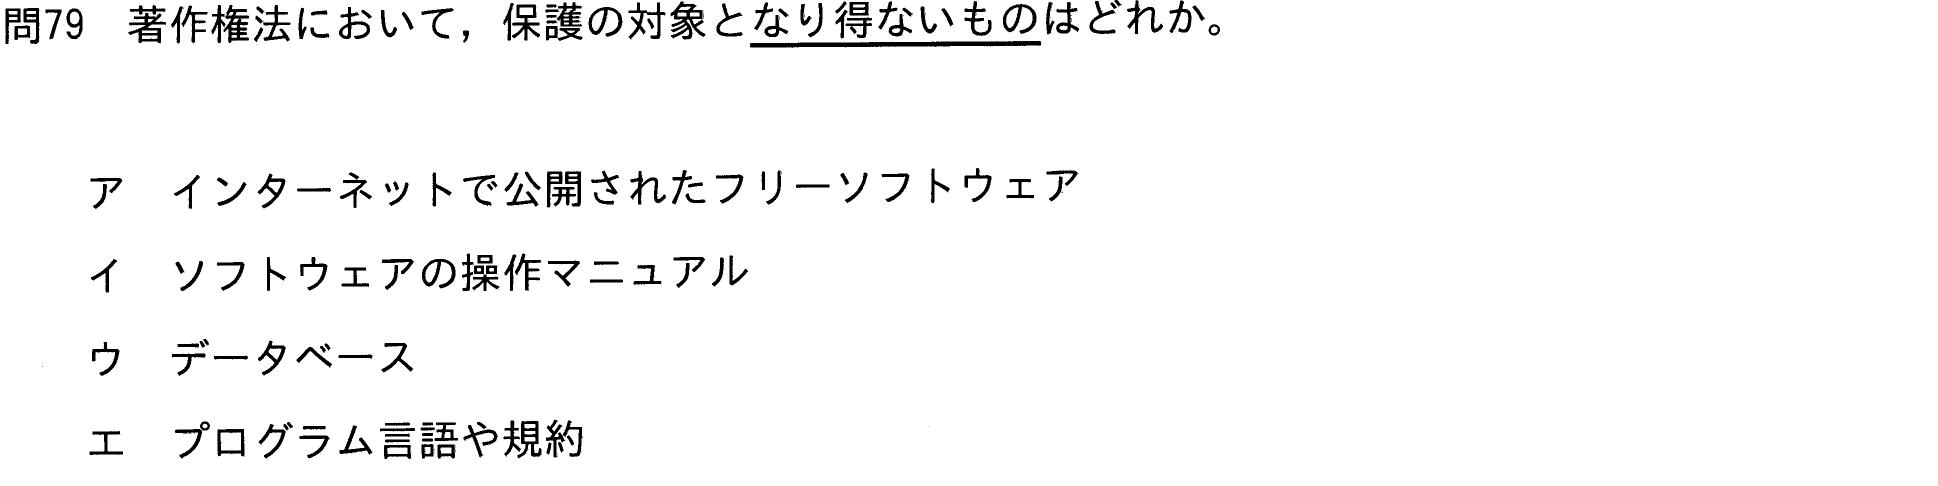 問79　著作権法において，保護の対象となり得ないものはどれか。
ア　インターネットで公開されたフリーソフトウェア
イ　ソフトウェアの操作マニュアル
ウ　データベース
エ　プログラム言語や規約